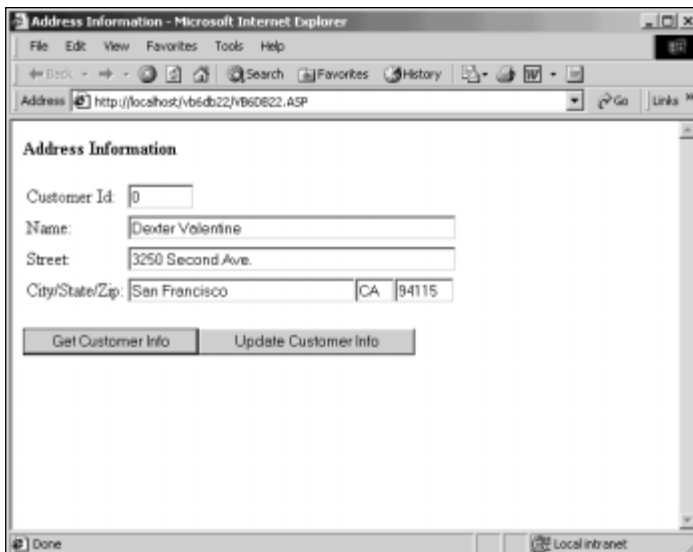 Address Information - Microsoft Internet Explorer
File Edit View Favorites Tools Help
Back Search Favorites History
Address http://localhost/vb6db22/VB6DB22.ASP Go Links »
Address Information
Customer Id: 0
Name: Dexter Valentine
Street: 3250 Second Ave.
City/State/Zip: San Francisco CA 94115
Get Customer Info Update Customer Info
Done Local intranet